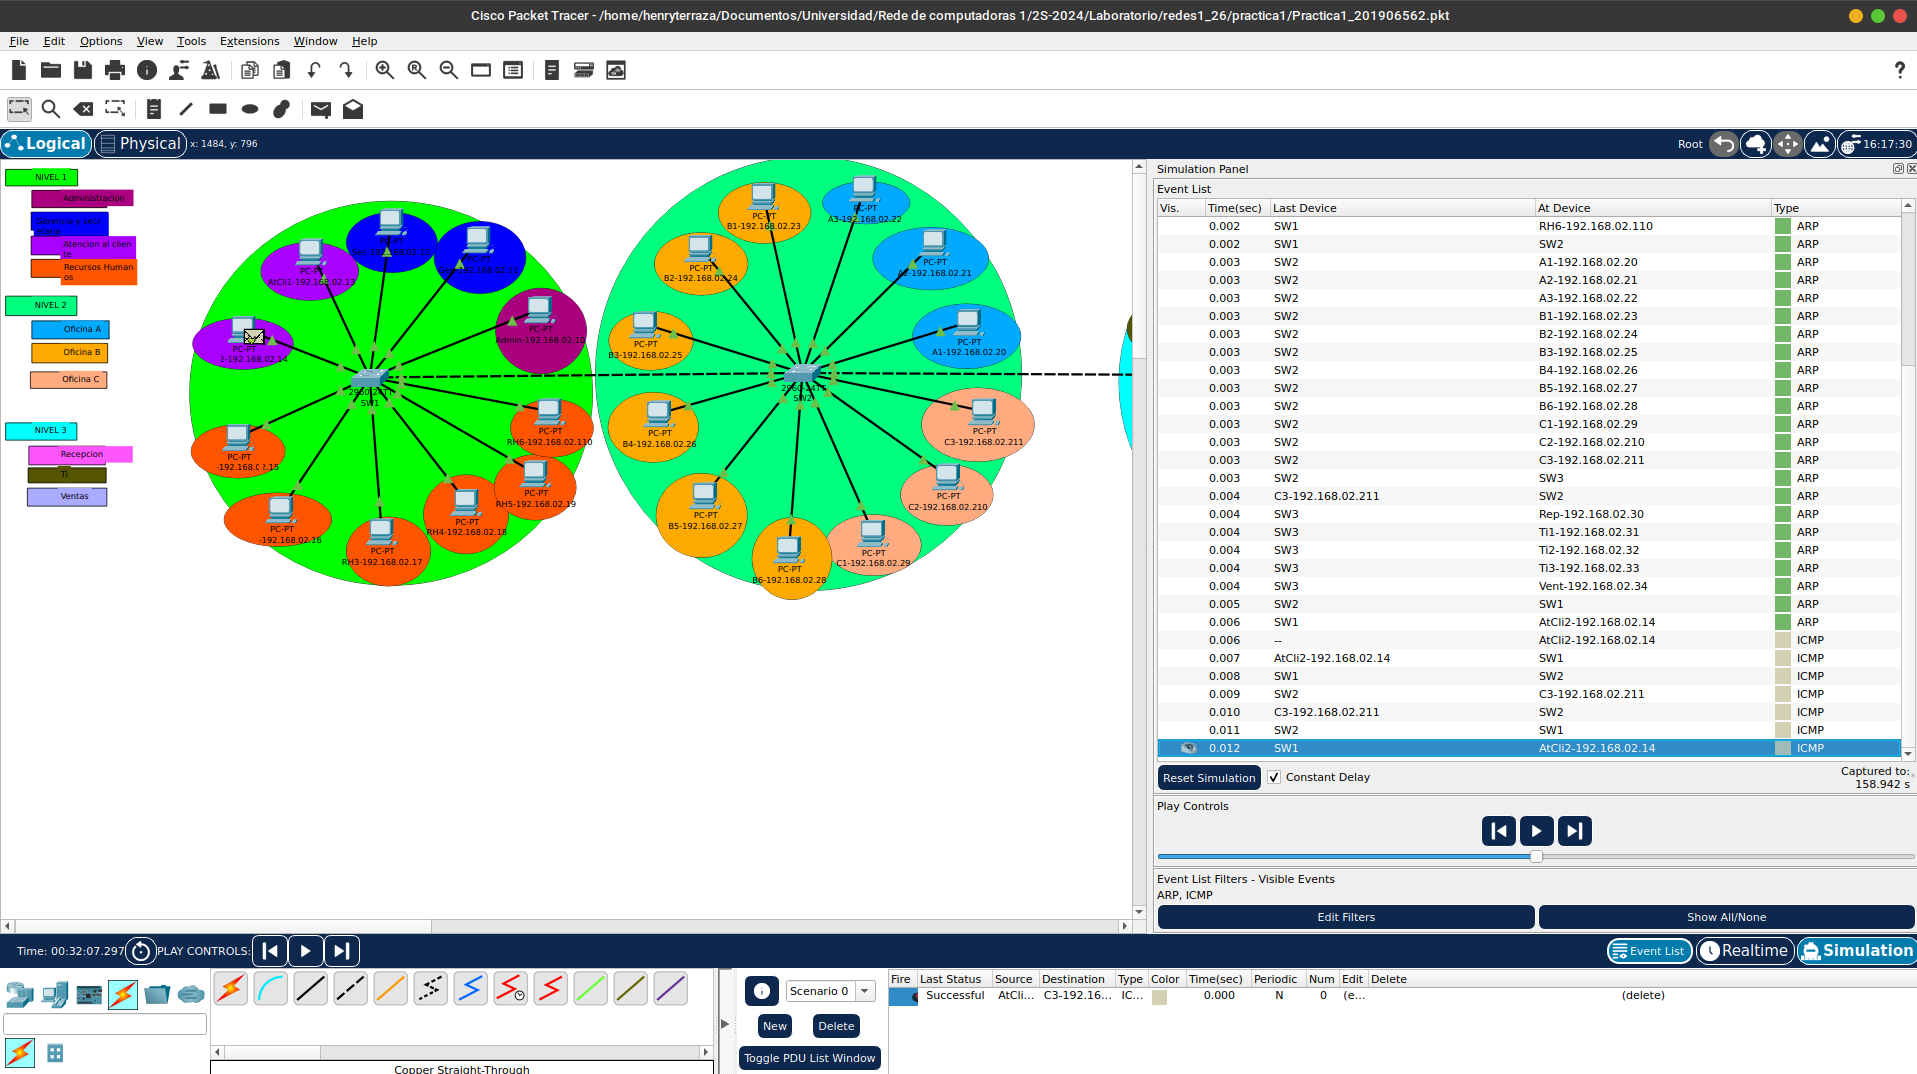 Cisco Packet Tracer - /home/henryterraza/Documentos/Universidad/Rede de computadoras 1/2S-2024/Laboratorio/redes1_26/practica1/Practica1_201906562.pkt
File Edit Options View Tools Extensions Window Help
?
Logical Physical x: 1484, y: 796
Root 16:17:30
NIVEL 1
Administracion
Atencion al clien
te
Recursos Human
os
NIVEL 2
Oficina A
Oficina B
Oficina C
NIVEL 3
Recepcion
Ti
Ventas
PC-PT
AtCli1-192.168.02.13
PC-PT
PC-PT
PC-PT
Admin-192.168.02.10
PC-PT
2-192.168.02.14
2960-24TT
SW1
PC-PT
-192.168.02.15
PC-PT
-192.168.02.16
PC-PT
RH3-192.168.02.17
PC-PT
RH4-192.168.02.18
PC-PT
RH5-192.168.02.19
PC-PT
RH6-192.168.02.110
PC-PT
B1-192.168.02.23
PC-PT
A3-192.168.02.22
PC-PT
B2-192.168.02.24
PC-PT
A2-192.168.02.21
PC-PT
B3-192.168.02.25
PC-PT
A1-192.168.02.20
2960-24TT
SW2
PC-PT
B4-192.168.02.26
PC-PT
C3-192.168.02.211
PC-PT
B5-192.168.02.27
PC-PT
C2-192.168.02.210
PC-PT
B6-192.168.02.28
PC-PT
C1-192.168.02.29
Simulation Panel
Event List
Vis. Time(sec) Last Device At Device Type
0.002 SW1 RH6-192.168.02.110 ARP
0.002 SW1 SW2 ARP
0.003 SW2 A1-192.168.02.20 ARP
0.003 SW2 A2-192.168.02.21 ARP
0.003 SW2 A3-192.168.02.22 ARP
0.003 SW2 B1-192.168.02.23 ARP
0.003 SW2 B2-192.168.02.24 ARP
0.003 SW2 B3-192.168.02.25 ARP
0.003 SW2 B4-192.168.02.26 ARP
0.003 SW2 B5-192.168.02.27 ARP
0.003 SW2 B6-192.168.02.28 ARP
0.003 SW2 C1-192.168.02.29 ARP
0.003 SW2 C2-192.168.02.210 ARP
0.003 SW2 C3-192.168.02.211 ARP
0.003 SW2 SW3 ARP
0.004 C3-192.168.02.211 SW2 ARP
0.004 SW3 Rep-192.168.02.30 ARP
0.004 SW3 Ti1-192.168.02.31 ARP
0.004 SW3 Ti2-192.168.02.32 ARP
0.004 SW3 Ti3-192.168.02.33 ARP
0.004 SW3 Vent-192.168.02.34 ARP
0.005 SW2 SW1 ARP
0.006 SW1 AtCli2-192.168.02.14 ARP
0.006 -- AtCli2-192.168.02.14 ICMP
0.007 AtCli2-192.168.02.14 SW1 ICMP
0.008 SW1 SW2 ICMP
0.009 SW2 C3-192.168.02.211 ICMP
0.010 C3-192.168.02.211 SW2 ICMP
0.011 SW2 SW1 ICMP
0.012 SW1 AtCli2-192.168.02.14 ICMP
Reset Simulation Constant Delay Captured to:
158.942 s
Play Controls
Event List Filters - Visible Events
ARP, ICMP
Edit Filters Show All/None
Time: 00:32:07.297 PLAY CONTROLS: Event List Realtime Simulation
Scenario 0
New Delete
Toggle PDU List Window
Copper Straight-Through
Fire Last Status Source Destination Type Color Time(sec) Periodic Num Edit Delete
Successful AtCli... C3-192.16... IC... 0.000 N 0 (e... (delete)